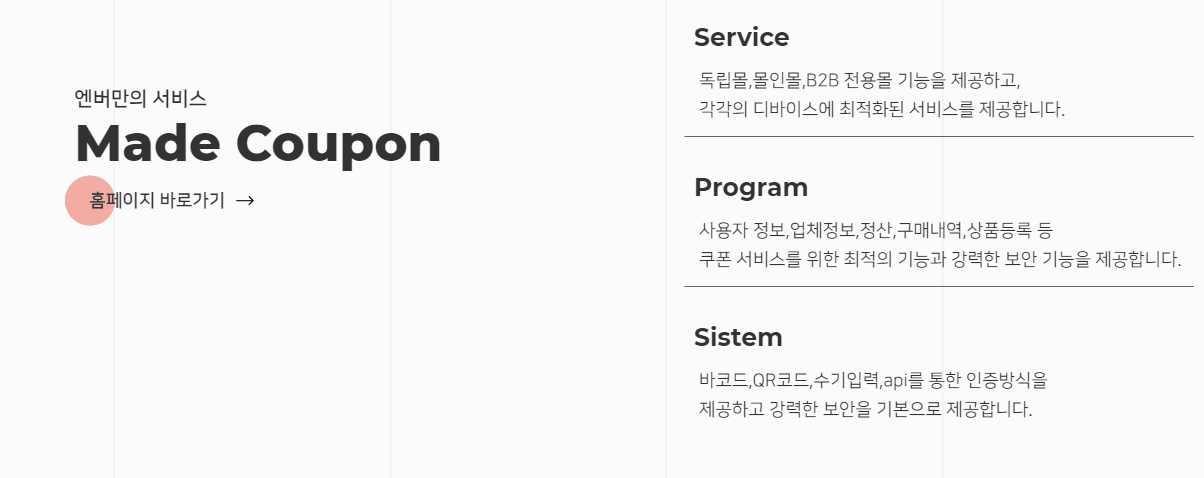 엔버만의 서비스
Made Coupon
홈페이지 바로가기 →
Service
독립몰,몰인몰,B2B 전용몰 기능을 제공하고,
각각의 디바이스에 최적화된 서비스를 제공합니다.
Program
사용자 정보,업체정보,정산,구매내역,상품등록 등
쿠폰 서비스를 위한 최적의 기능과 강력한 보안 기능을 제공합니다.
Sistem
바코드,QR코드,수기입력,api를 통한 인증방식을
제공하고 강력한 보안을 기본으로 제공합니다.